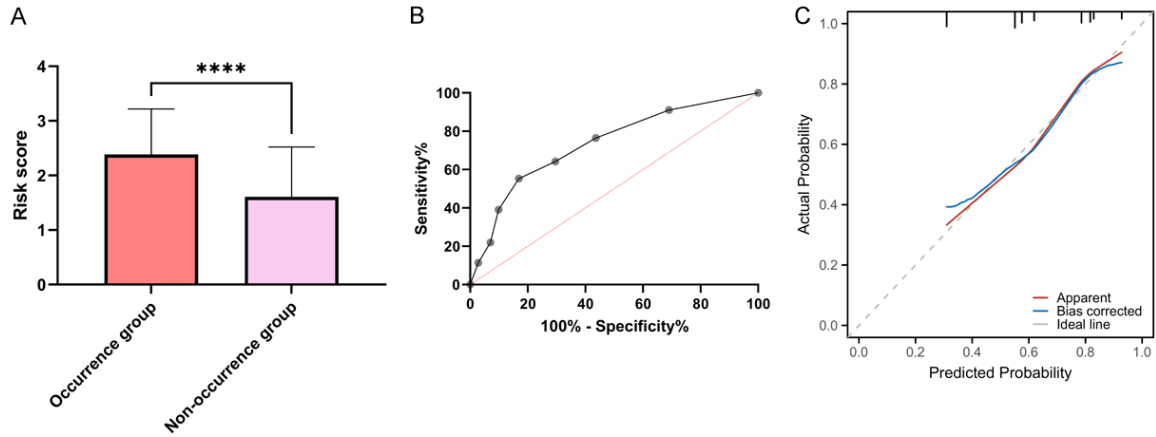 A
4
3
2
1
0
Risk score
****
Occurrence group
Non-occurrence group
B
100
80
60
40
20
0
Sensitivity%
0 20 40 60 80 100
100% - Specificity%
C
1.0
0.8
0.6
0.4
0.2
0.0
Actual Probability
Apparent
Bias corrected
Ideal line
0.0 0.2 0.4 0.6 0.8 1.0
Predicted Probability